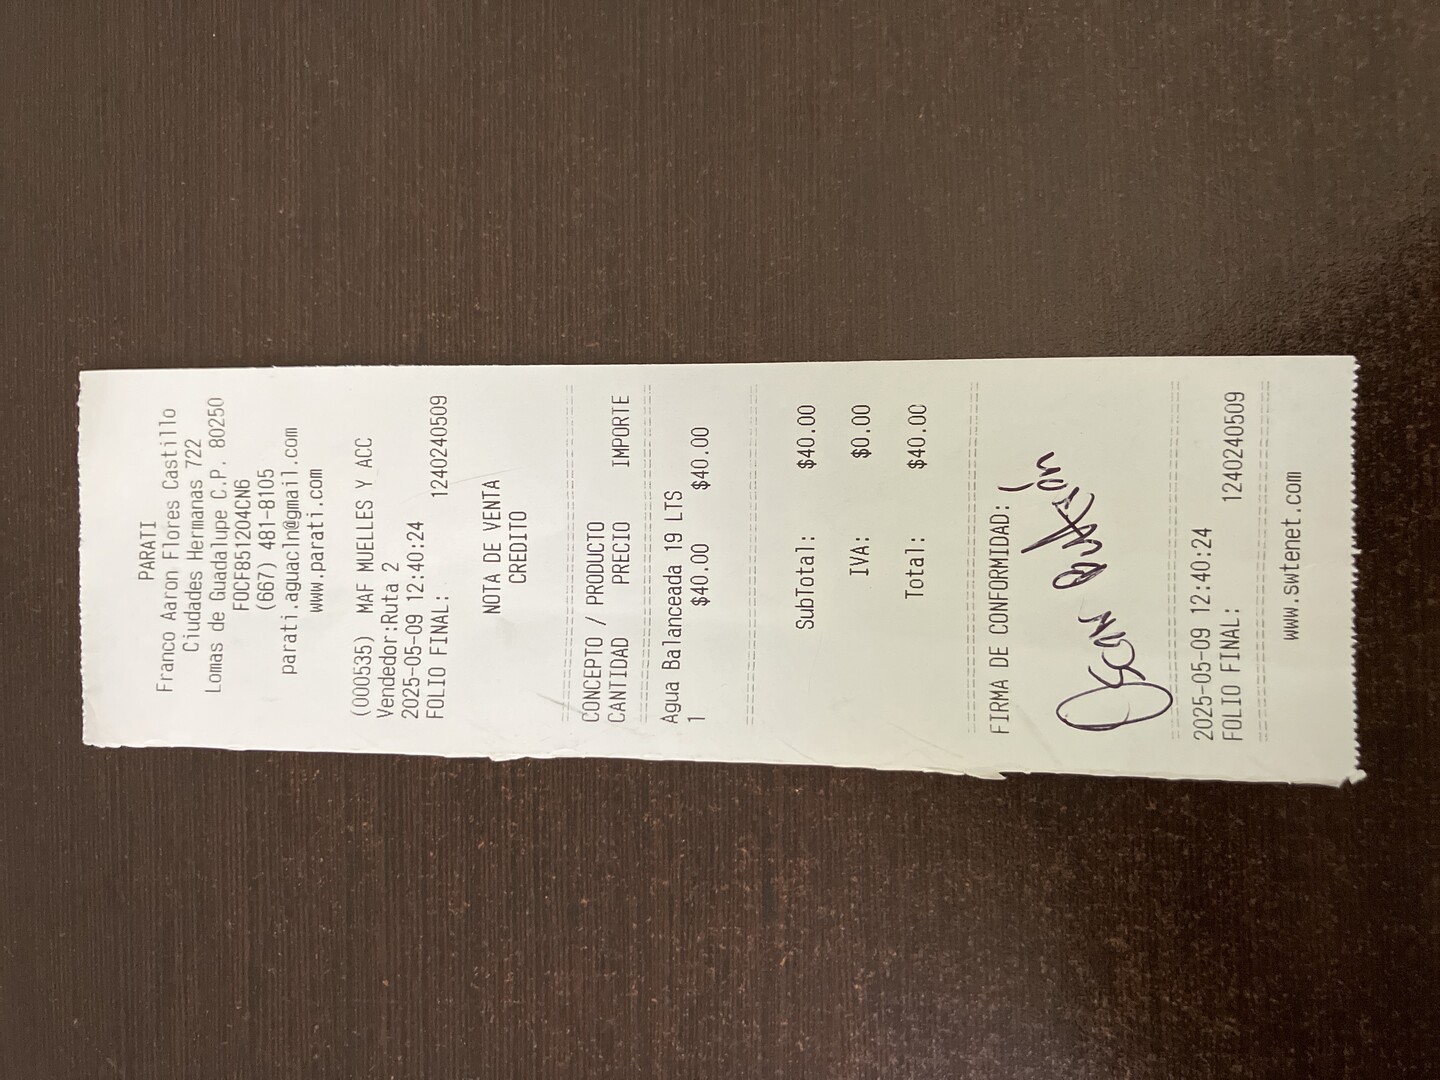 PARATI
Franco Aaron Flores Castillo
Ciudades Hermanas 722
Lomas de Guadalupe C.P. 80250
FOCF851204CN6
(667) 481-8105
parati.aguacln@gmail.com
www.parati.com
(000535) MAF MUELLES Y ACC
Vendedor:Ruta 2
2025-05-09 12:40:24
FOLIO FINAL: 1240240509
NOTA DE VENTA
CREDITO
CONCEPTO / PRODUCTO
CANTIDAD PRECIO IMPORTE
Agua Balanceada 19 LTS
1 $40.00 $40.00
SubTotal: $40.00
IVA: $0.00
Total: $40.00
FIRMA DE CONFORMIDAD:
Oscar
2025-05-09 12:40:24
FOLIO FINAL: 1240240509
www.swtenet.com